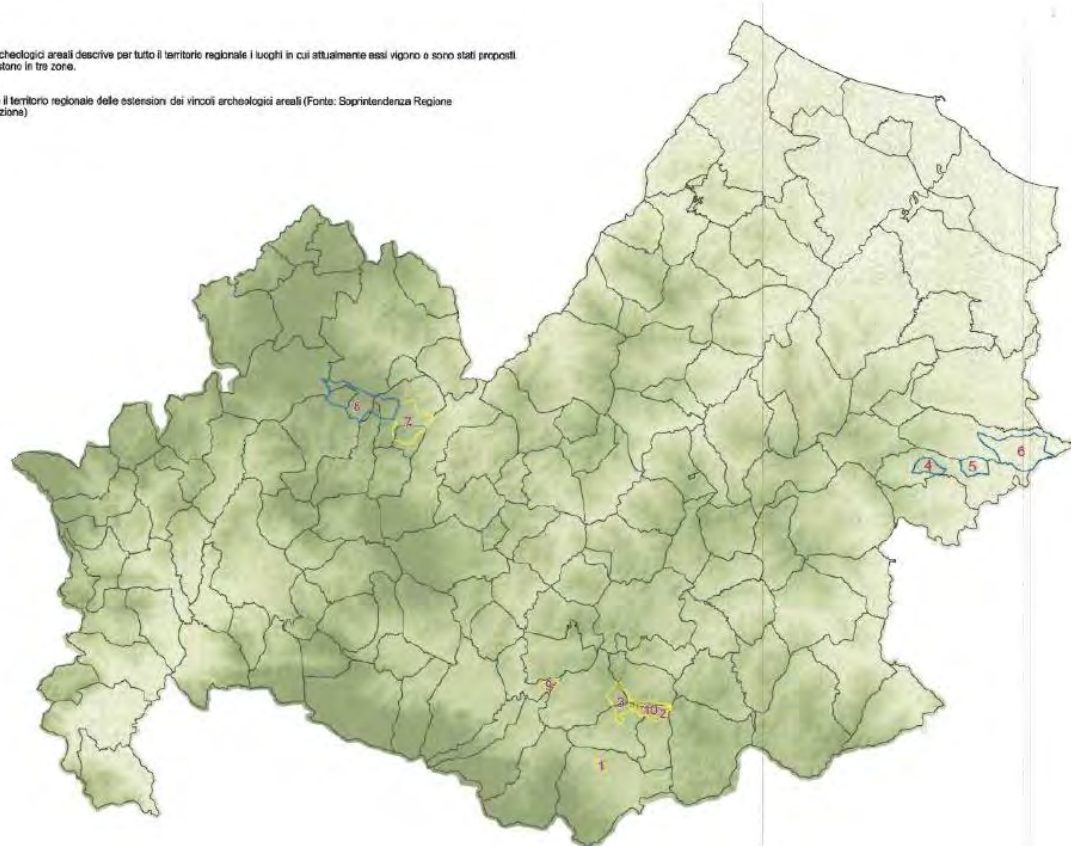 cheologici areali descrive per tutto il territorio regionale i luoghi in cui attualmente essi vigono o sono stati proposti.
stono in tre zone.
il territorio regionale delle estensioni dei vincoli archeologici areali (Fonte: Soprintendenza Regione
zione)
8
7
6
4
5
9
3
10
2
1